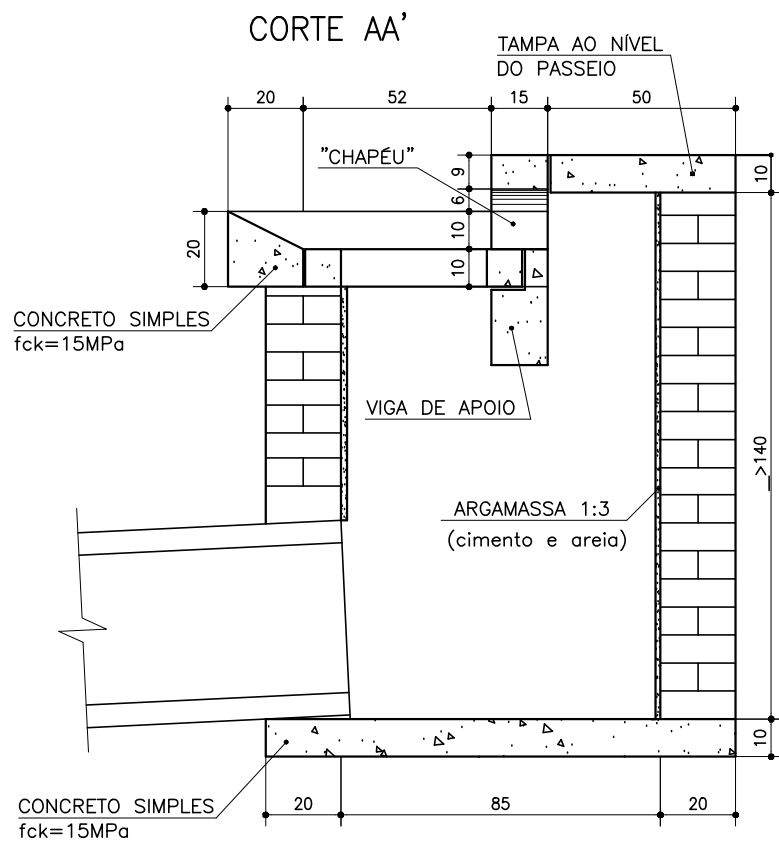 CORTE AA'
TAMPA AO NÍVEL
DO PASSEIO
20 52 15 50
"CHAPÉU"
9
10
6
20
10
10
CONCRETO SIMPLES
fck=15MPa
VIGA DE APOIO
>140
ARGAMASSA 1:3
(cimento e areia)
10
CONCRETO SIMPLES
fck=15MPa
20 85 20